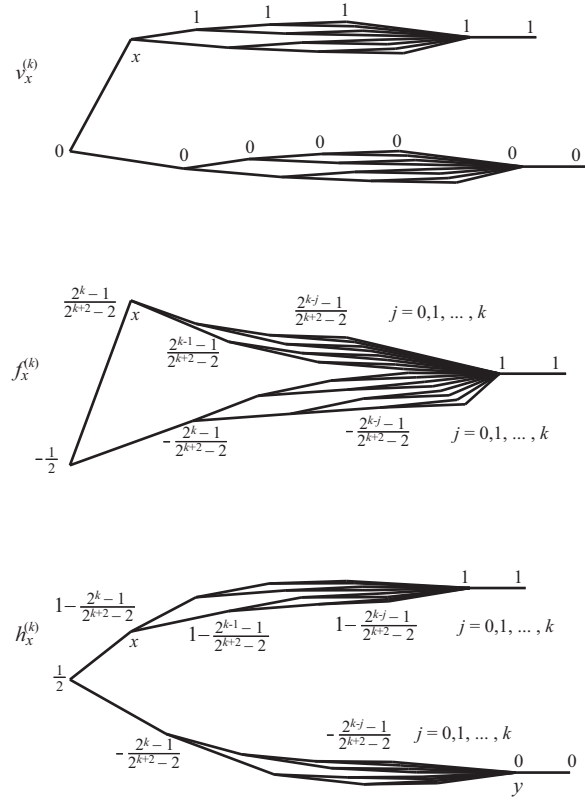 1 1 1 1 1
x
v_x^{(k)}
0 0 0 0 0 0 0
\frac{2^k - 1}{2^{k+2} - 2} x \frac{2^{k-j} - 1}{2^{k+2} - 2} j = 0,1, ... , k
\frac{2^{k-1} - 1}{2^{k+2} - 2}
f_x^{(k)} 1 1
-\frac{1}{2} -\frac{2^k - 1}{2^{k+2} - 2} -\frac{2^{k-j} - 1}{2^{k+2} - 2} j = 0,1, ... , k
1 1
1-\frac{2^k - 1}{2^{k+2} - 2}
h_x^{(k)} x 1-\frac{2^{k-1} - 1}{2^{k+2} - 2} 1-\frac{2^{k-j} - 1}{2^{k+2} - 2} j = 0,1, ... , k
\frac{1}{2}
-\frac{2^k - 1}{2^{k+2} - 2} -\frac{2^{k-j} - 1}{2^{k+2} - 2} j = 0,1, ... , k
0 0
y